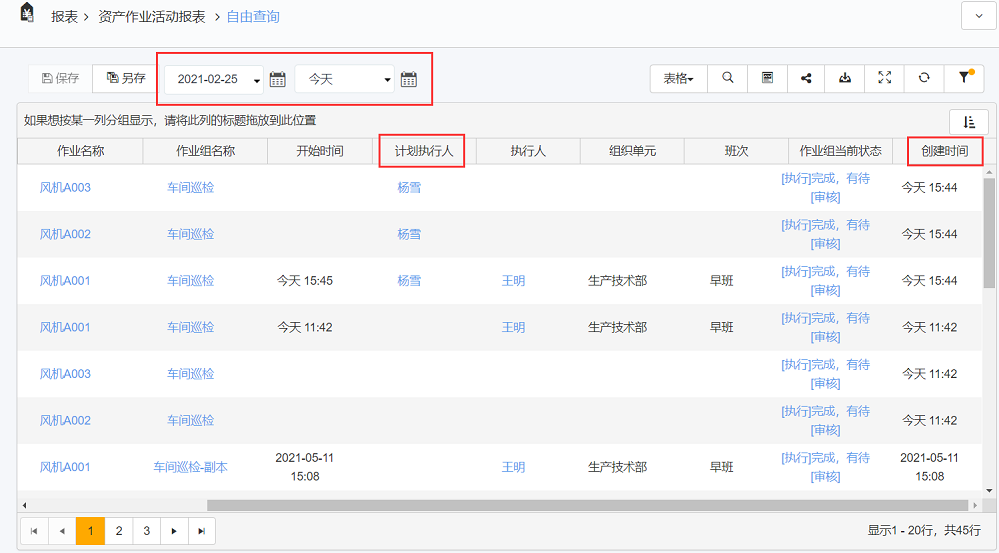 报表 > 资产作业活动报表 > 自由查询
保存 另存 2021-02-25 今天 表格
如果想按某一列分组显示，请将此列的标题拖放到此位置
作业名称 作业组名称 开始时间 计划执行人 执行人 组织单元 班次 作业组当前状态 创建时间
风机A003 车间巡检 杨雪 [执行]完成，有待 今天 15:44
[审核]
风机A002 车间巡检 杨雪 [执行]完成，有待 今天 15:44
[审核]
风机A001 车间巡检 今天 15:45 杨雪 王明 生产技术部 早班 [执行]完成，有待 今天 15:44
[审核]
风机A001 车间巡检 今天 11:42 王明 生产技术部 早班 [执行]完成，有待 今天 11:42
[审核]
风机A003 车间巡检 [执行]完成，有待 今天 11:42
[审核]
风机A002 车间巡检 [执行]完成，有待 今天 11:42
[审核]
风机A001 车间巡检-副本 2021-05-11 王明 生产技术部 早班 [执行]完成，有待 2021-05-11
15:08 [审核] 15:08
1 2 3 显示1 - 20行，共45行